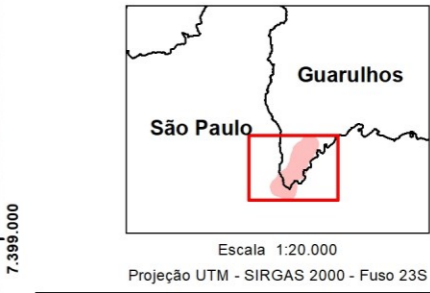 Guarulhos
São Paulo
7.399.000
Escala 1:20.000
Projeção UTM - SIRGAS 2000 - Fuso 23S